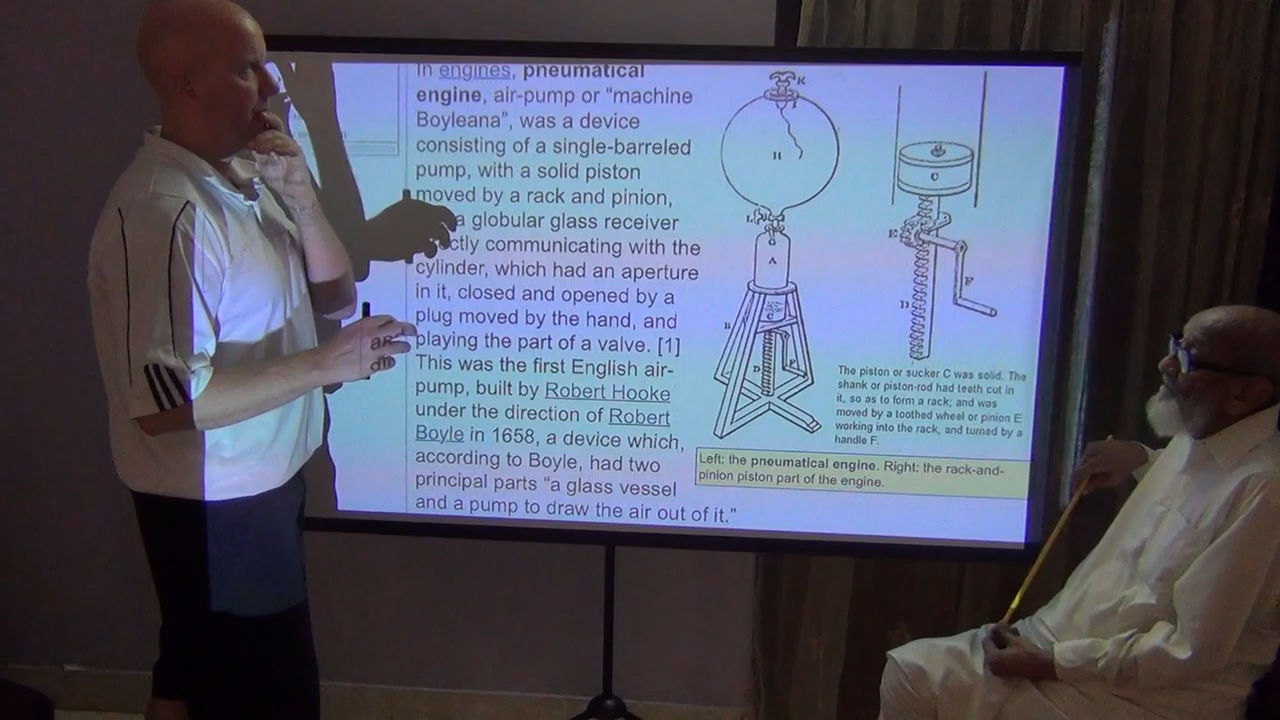 In engines, pneumatical
engine, air-pump or “machine
Boyleana”, was a device
consisting of a single-barreled
pump, with a solid piston
moved by a rack and pinion,
a globular glass receiver
ctly communicating with the
cylinder, which had an aperture
in it, closed and opened by a
plug moved by the hand, and
playing the part of a valve. [1]
This was the first English air-
pump, built by Robert Hooke
under the direction of Robert
Boyle in 1658, a device which,
according to Boyle, had two
principal parts “a glass vessel
and a pump to draw the air out of it.”
K
L
A
C
D
F
C
E
F
D
The piston or sucker C was solid. The
shank or piston-rod had teeth cut in
it, so as to form a rack; and was
moved by a toothed wheel or pinion E
working into the rack, and turned by a
handle F.
Left: the pneumatical engine. Right: the rack-and-
pinion piston part of the engine.